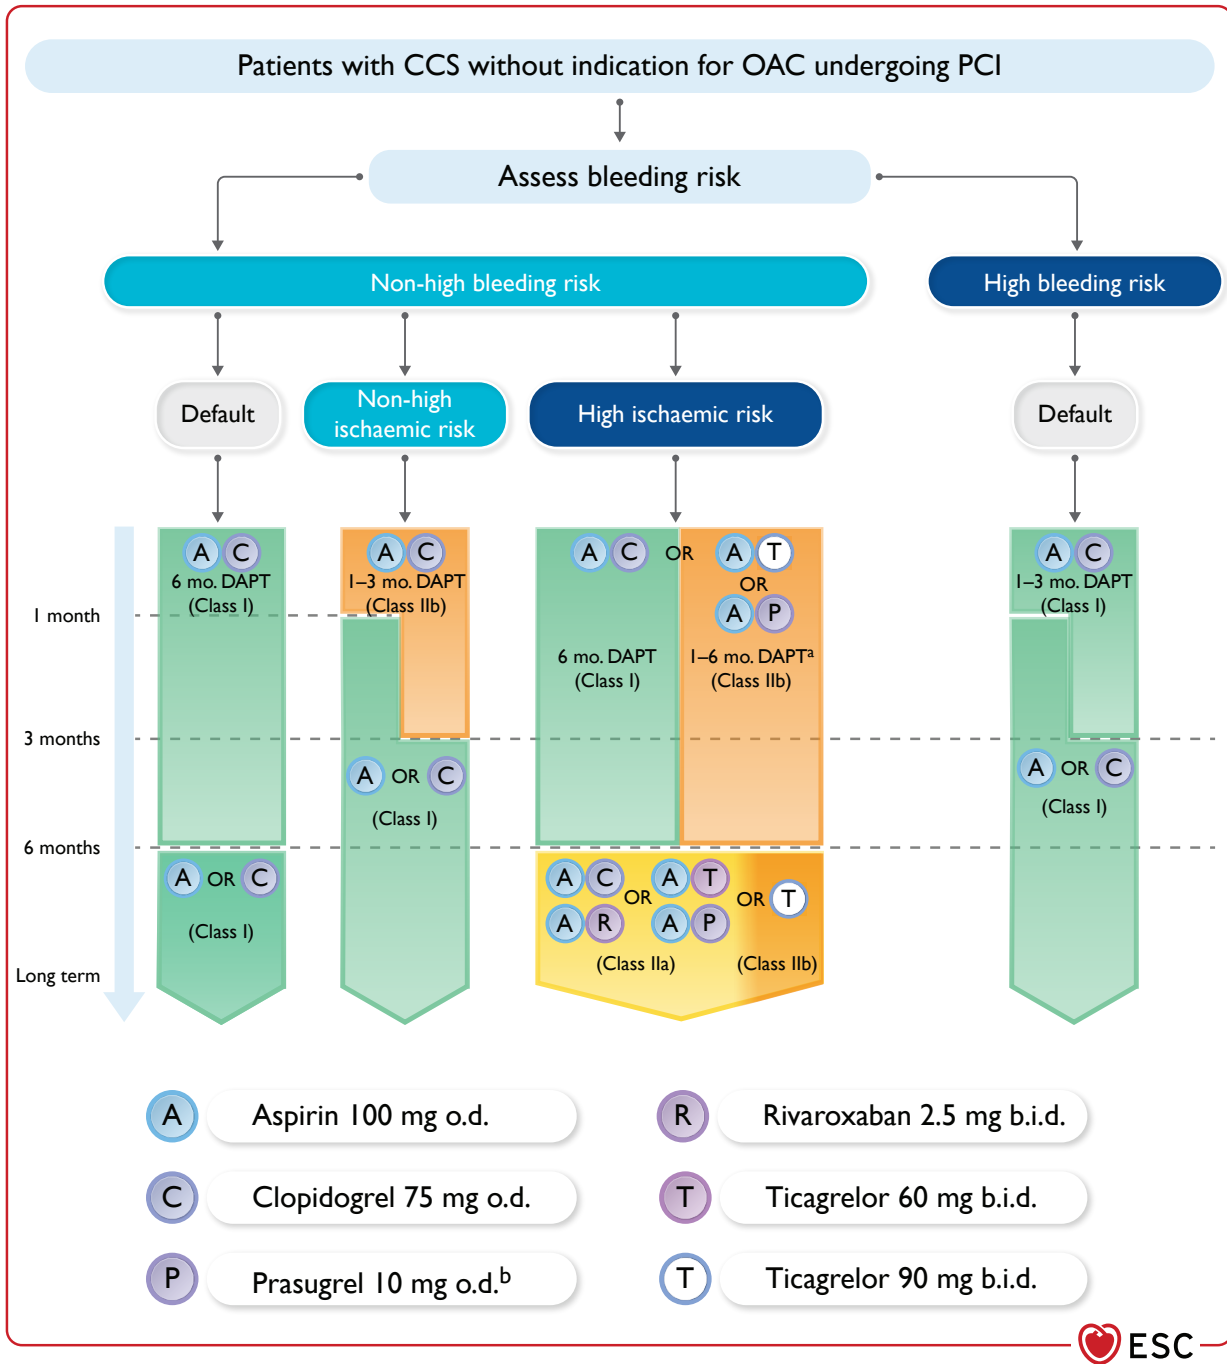 Patients with CCS without indication for OAC undergoing PCI
Assess bleeding risk
Non-high bleeding risk
High bleeding risk
Default
Non-high
ischaemic risk
High ischaemic risk
Default
A C
6 mo. DAPT
(Class I)
A C
1–3 mo. DAPT
(Class IIb)
A C OR A T
OR
A P
6 mo. DAPT
(Class I)
1–6 mo. DAPTᵃ
(Class IIb)
A C
1–3 mo. DAPT
(Class I)
1 month
3 months
A OR C
(Class I)
A OR C
(Class I)
6 months
A OR C
(Class I)
A C OR A T OR T
A R A P
(Class IIa)
(Class IIb)
Long term
A Aspirin 100 mg o.d.
R Rivaroxaban 2.5 mg b.i.d.
C Clopidogrel 75 mg o.d.
T Ticagrelor 60 mg b.i.d.
P Prasugrel 10 mg o.d.ᵇ
T Ticagrelor 90 mg b.i.d.
ESC